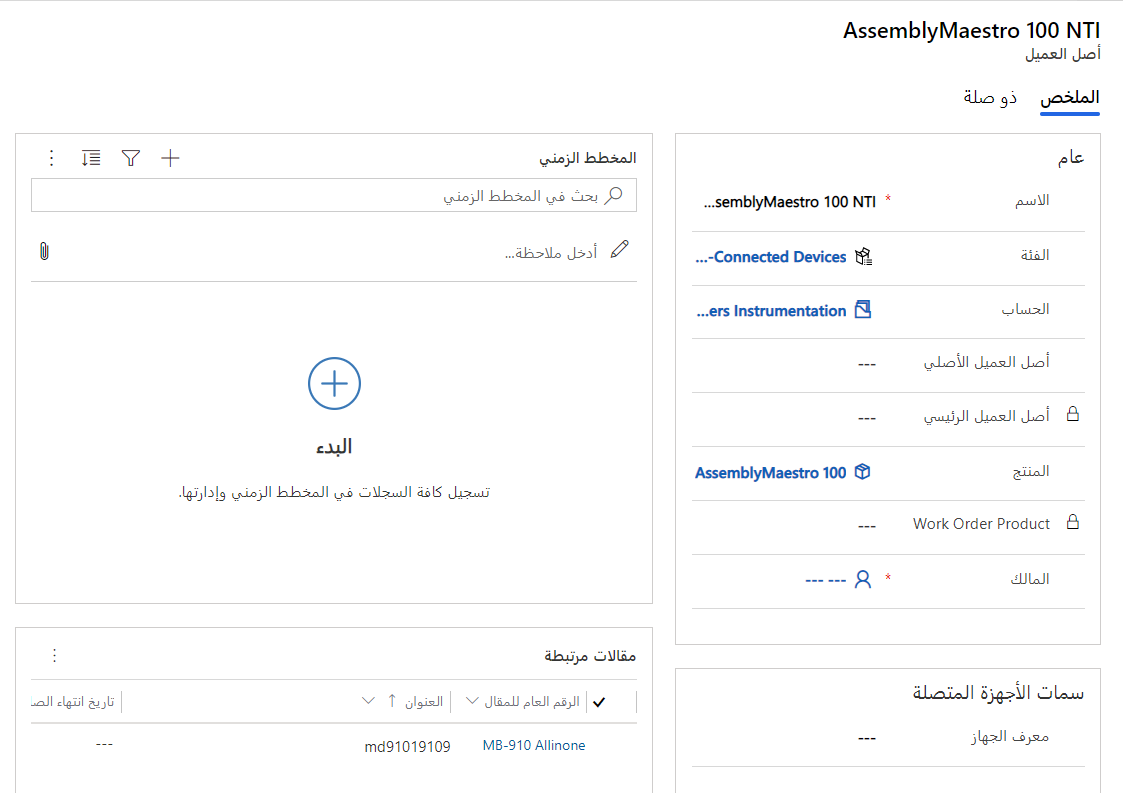 AssemblyMaestro 100 NTI
أصل العميل
الملخص
ذو صلة
عام
الاسم
* ...semblyMaestro 100 NTI
الفئة
...-Connected Devices
الحساب
...ers Instrumentation
أصل العميل الأصلي
---
أصل العميل الرئيسي
---
المنتج
AssemblyMaestro 100
Work Order Product
---
المالك
* --- ---
سمات الأجهزة المتصلة
معرف الجهاز
---
المخطط الزمني
بحث في المخطط الزمني
أدخل ملاحظة...
البدء
تسجيل كافة السجلات في المخطط الزمني وإدارتها.
مقالات مرتبطة
الرقم العام للمقال
العنوان
تاريخ انتهاء الصد
MB-910 Allinone
md91019109
---